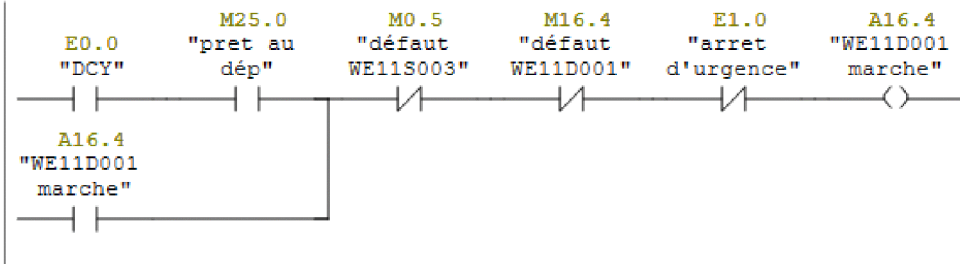 M25.0 M0.5 M16.4 E1.0 A16.4
E0.0 "pret au "défaut "défaut "arret "WE11D001
"DCY" dép" WE11S003" WE11D001" d'urgence" marche"
A16.4
"WE11D001
marche"